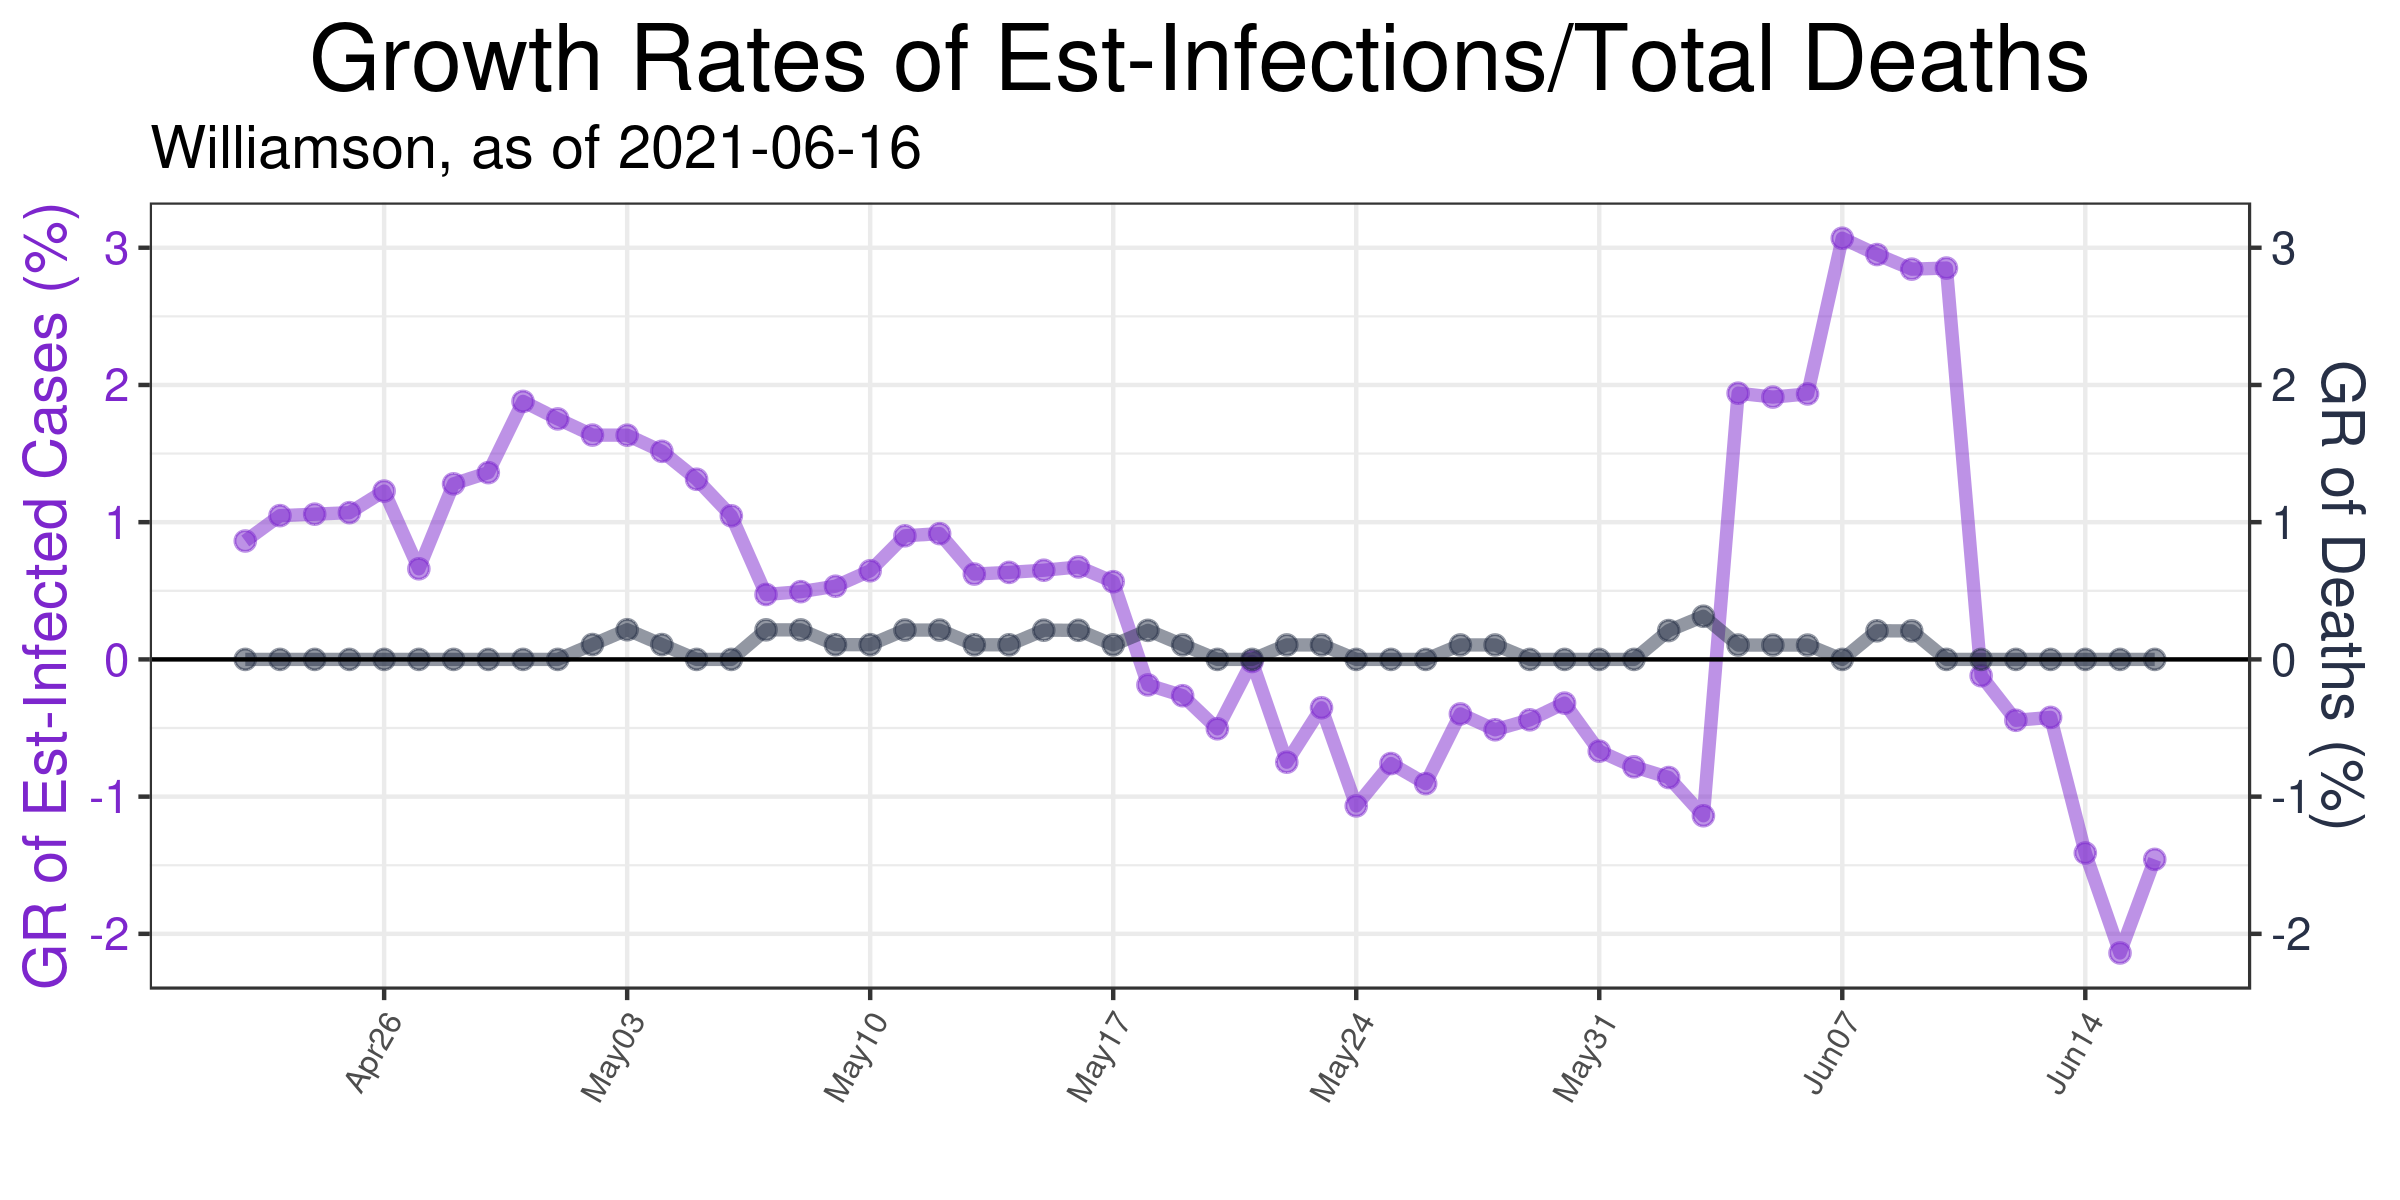 Growth Rates of Est-Infections/Total Deaths
Williamson, as of 2021-06-16
GR of Est-Infected Cases (%)
3
2
1
0
-1
-2
3
2
1
0
-1
-2
GR of Deaths (%)
Apr26
May03
May10
May17
May24
May31
Jun07
Jun14